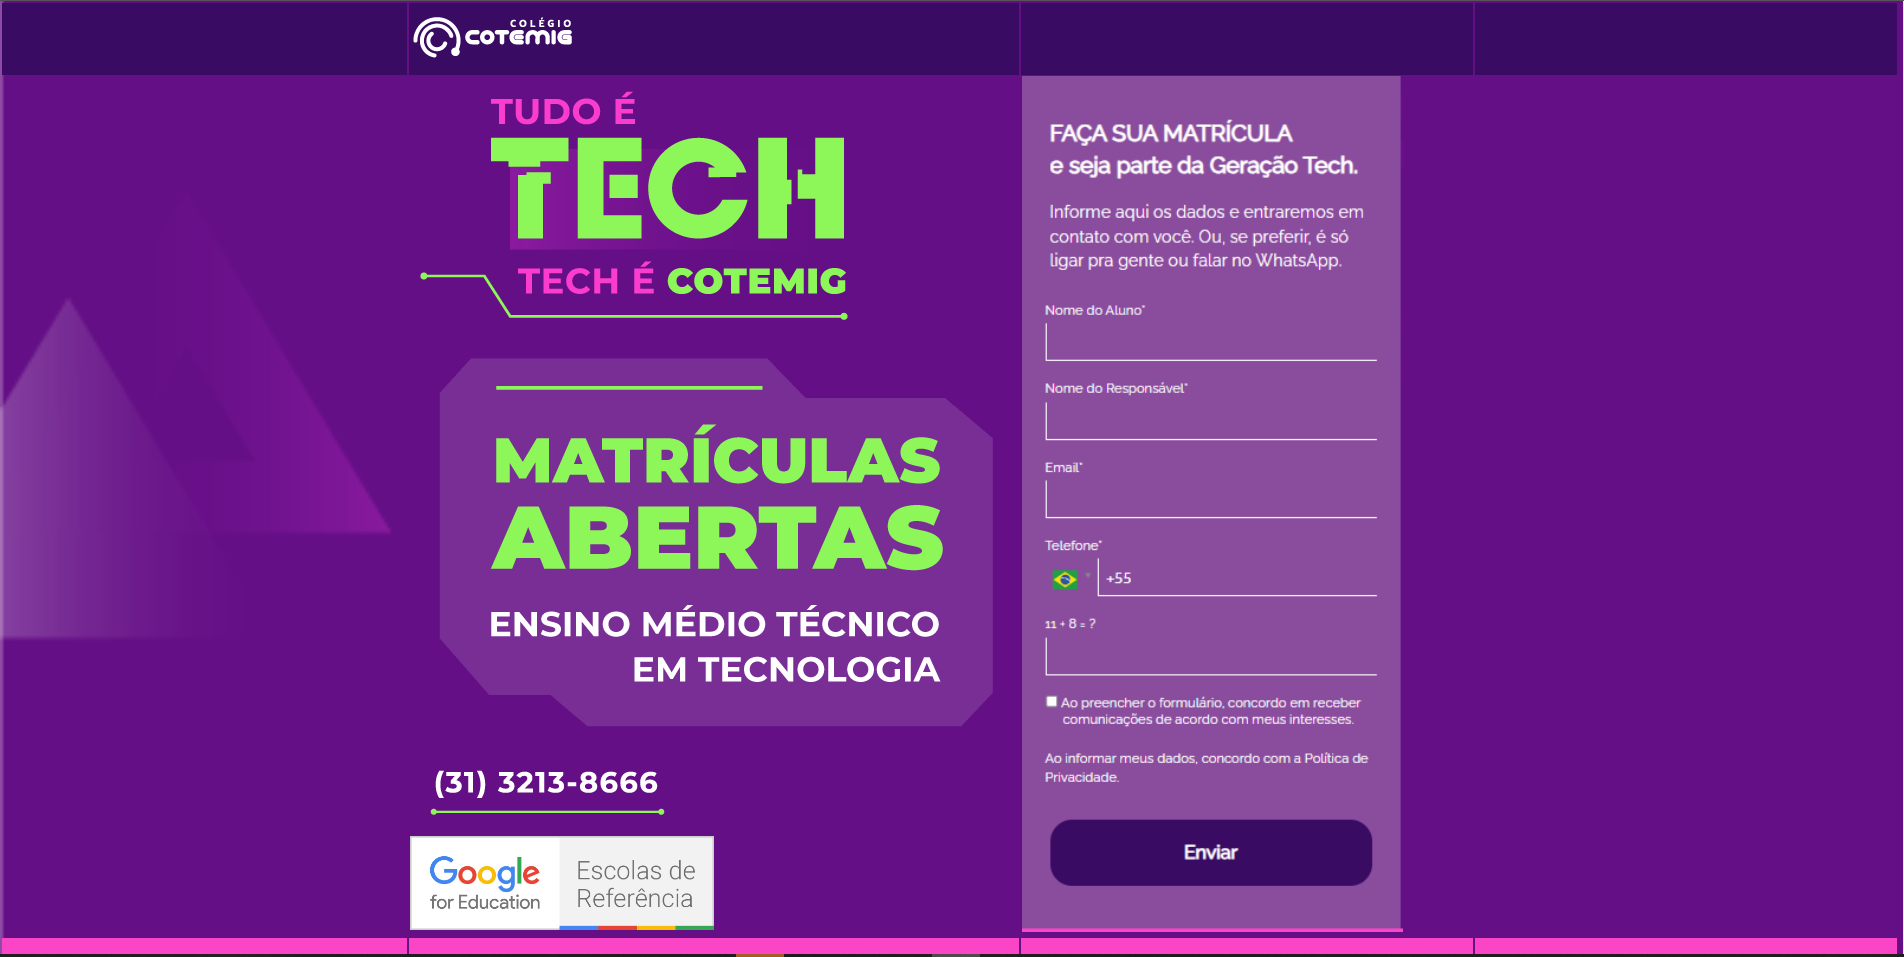 COLÉGIO
COTEMIG
TUDO É
TECH
TECH É COTEMIG
MATRÍCULAS
ABERTAS
ENSINO MÉDIO TÉCNICO
EM TECNOLOGIA
(31) 3213-8666
Google
for Education
Escolas de
Referência
FAÇA SUA MATRÍCULA
e seja parte da Geração Tech.
Informe aqui os dados e entraremos em
contato com você. Ou, se preferir, é só
ligar pra gente ou falar no WhatsApp.
Nome do Aluno*
Nome do Responsável*
Email*
Telefone*
+55
11 + 8 = ?
Ao preencher o formulário, concordo em receber
comunicações de acordo com meus interesses.
Ao informar meus dados, concordo com a Política de
Privacidade.
Enviar